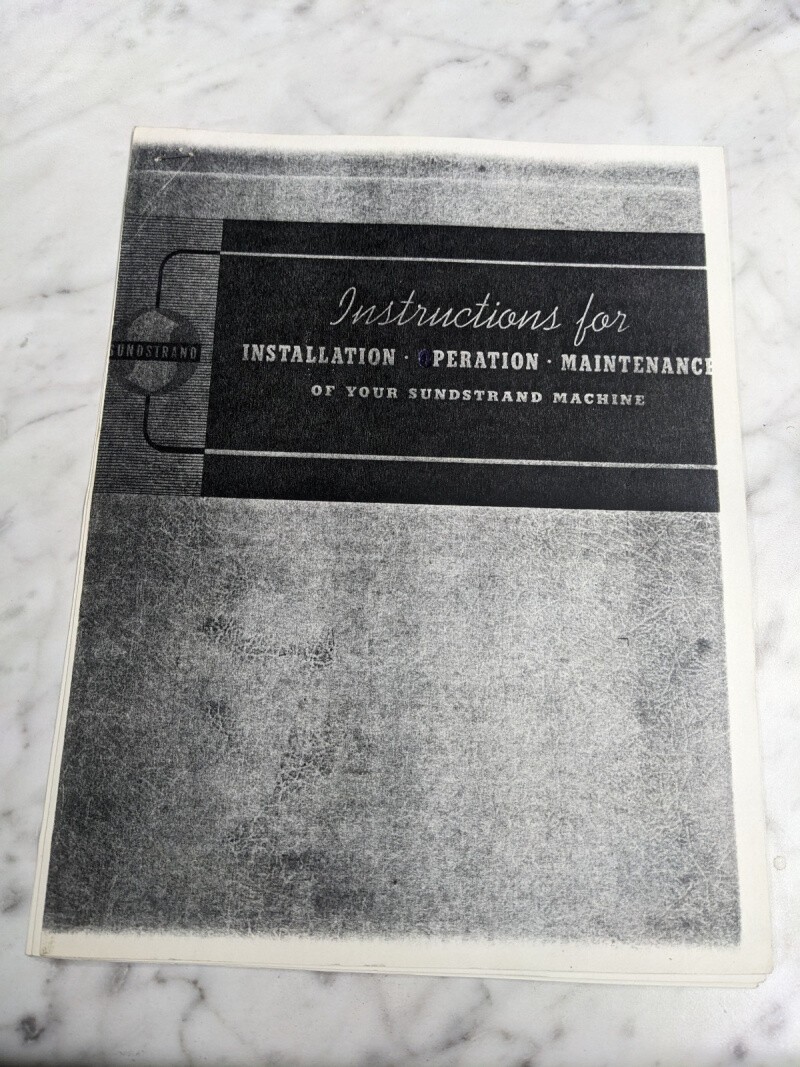 Instructions for
SUNDSTRAND
INSTALLATION · OPERATION · MAINTENANCE
OF YOUR SUNDSTRAND MACHINE